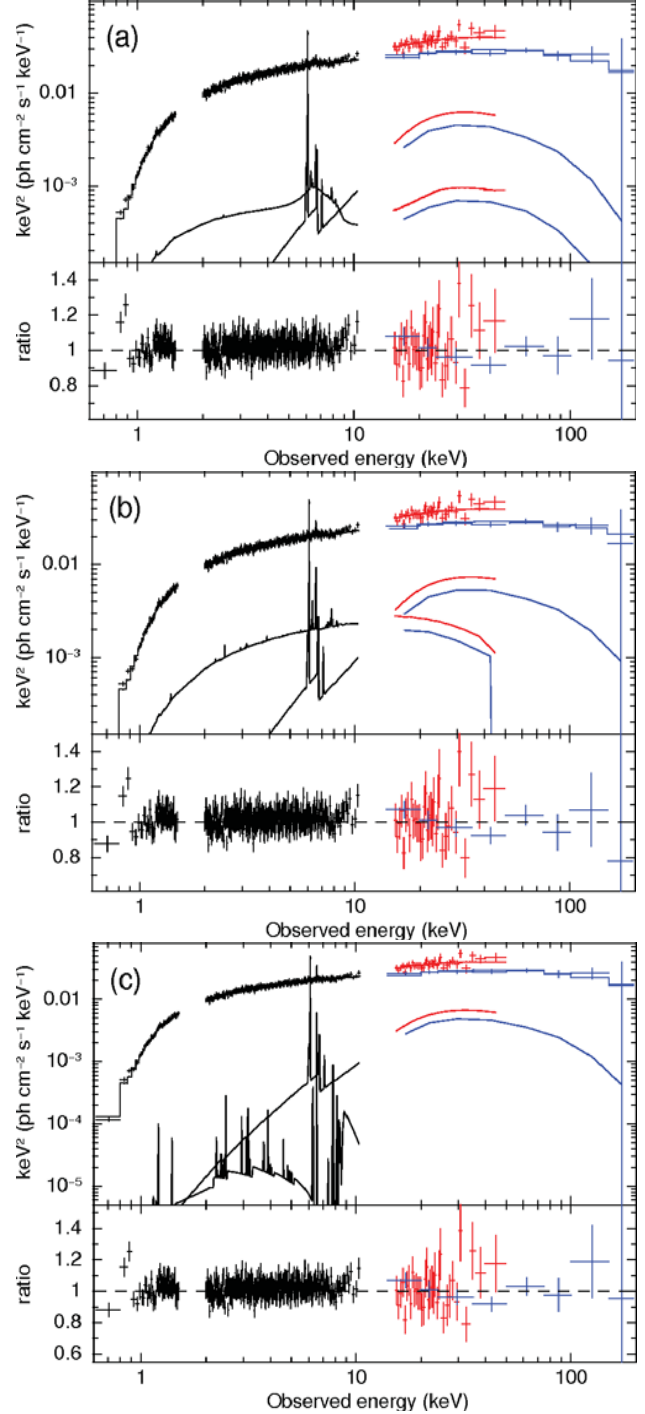 (a)
keV² (ph cm⁻² s⁻¹ keV⁻¹)
0.01
10⁻³
ratio
1.4
1.2
1
0.8
1 10 100
Observed energy (keV)
(b)
keV² (ph cm⁻² s⁻¹ keV⁻¹)
0.01
10⁻³
ratio
1.4
1.2
1
0.8
1 10 100
Observed energy (keV)
(c)
keV² (ph cm⁻² s⁻¹ keV⁻¹)
0.01
10⁻³
10⁻⁴
10⁻⁵
ratio
1.4
1.2
1
0.8
0.6
1 10 100
Observed energy (keV)